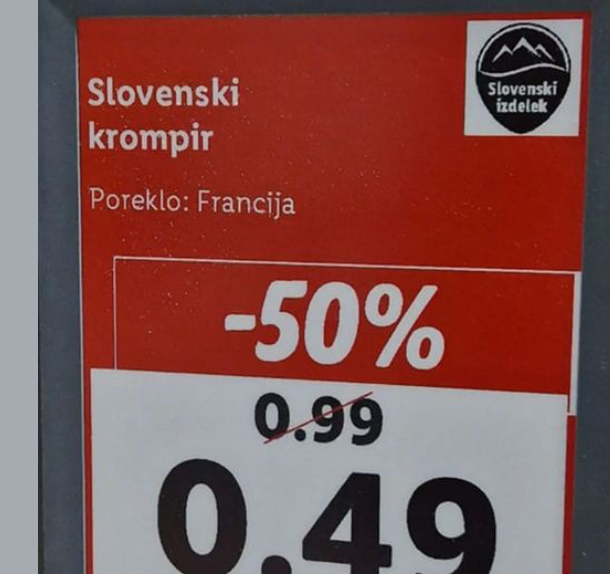 Slovenski
krompir
Slovenski
izdelek
Poreklo: Francija
-50%
0.99
0.49